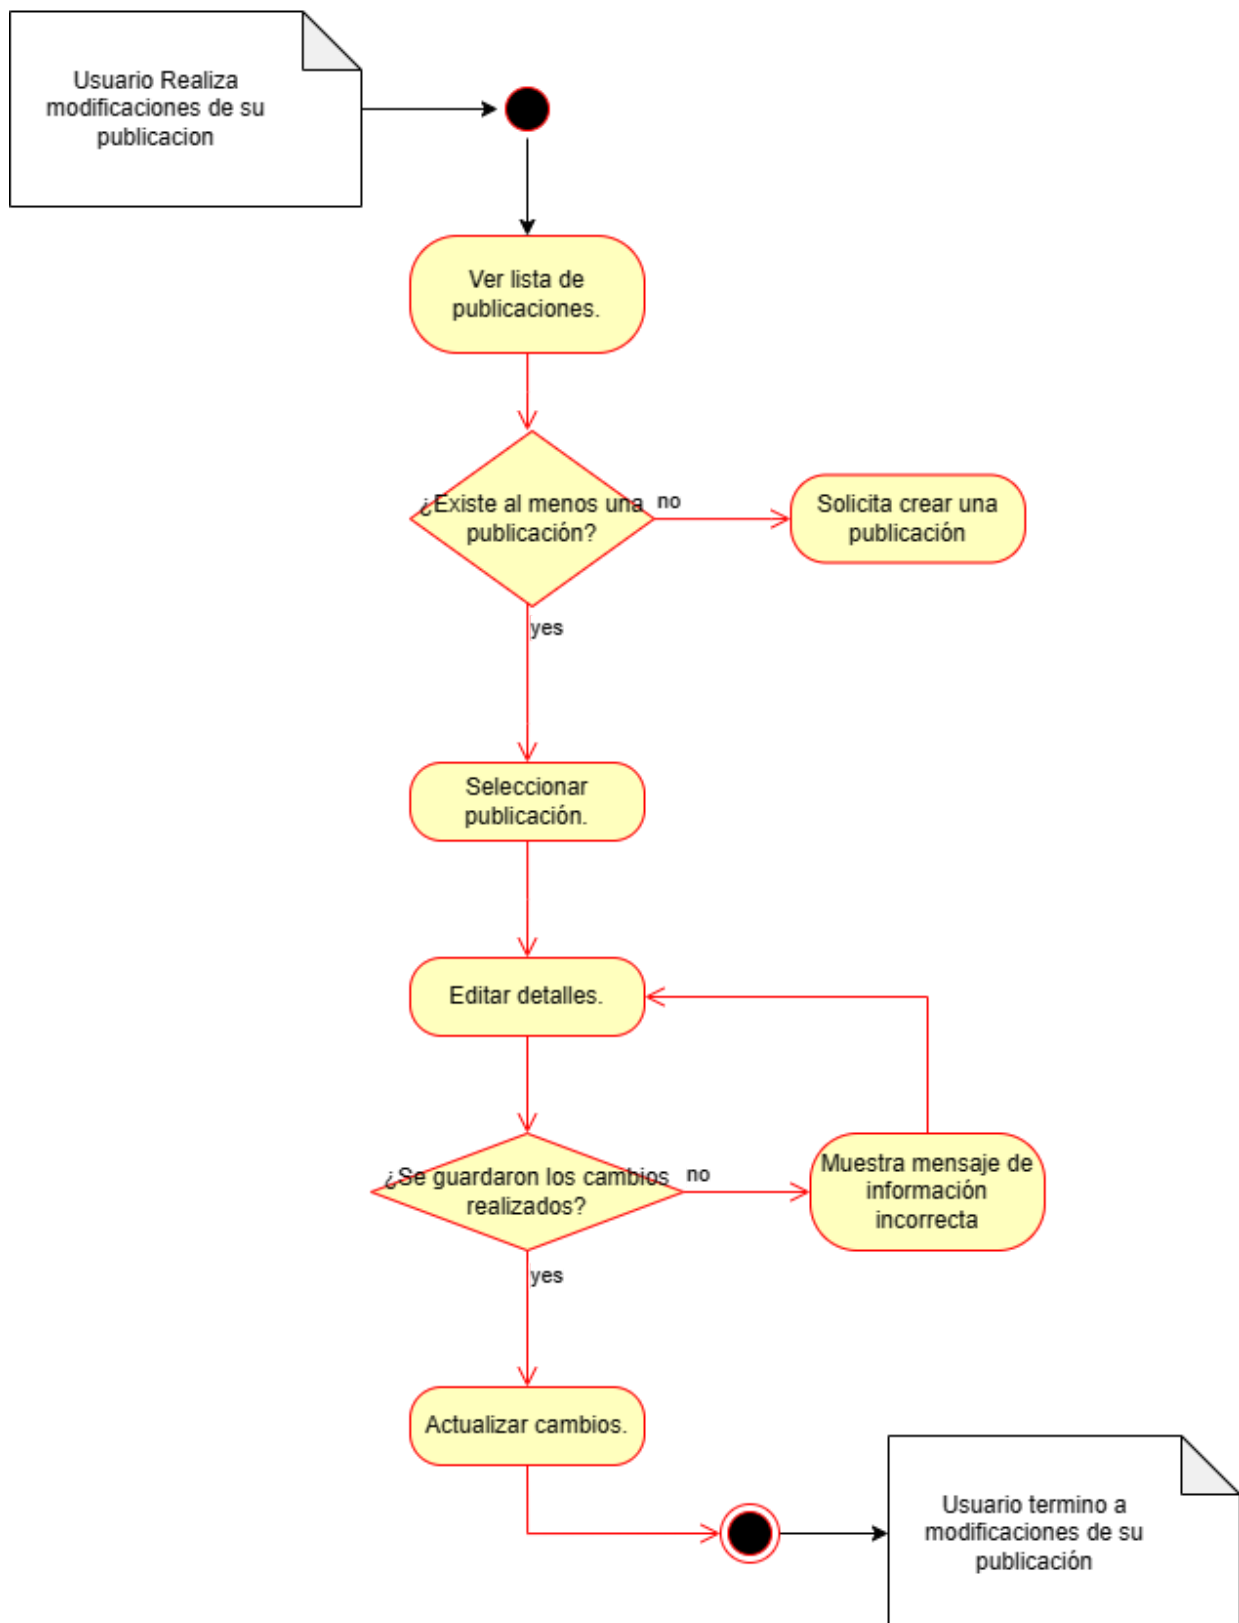 Usuario Realiza
modificaciones de su
publicacion
Ver lista de
publicaciones.
¿Existe al menos una
publicación?
no
Solicita crear una
publicación
yes
Seleccionar
publicación.
Editar detalles.
¿Se guardaron los cambios
realizados?
no
Muestra mensaje de
información
incorrecta
yes
Actualizar cambios.
Usuario termino a
modificaciones de su
publicación